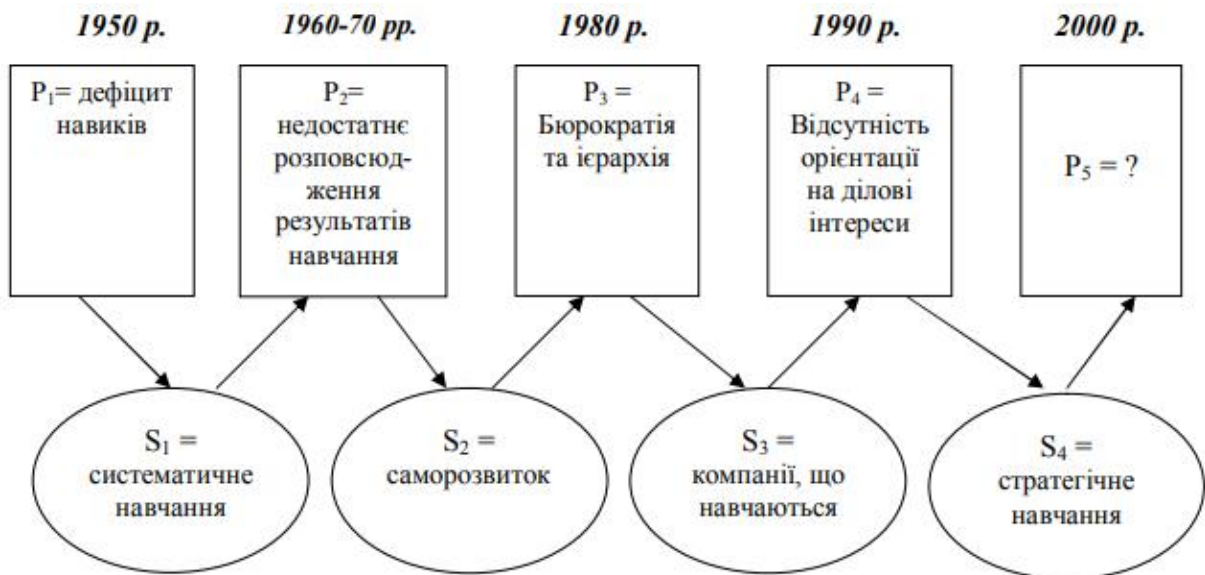 1950 р.
1960-70 рр.
1980 р.
1990 р.
2000 р.
P₁= дефіцит
навиків
P₂=
недостатнє
розповсюд-
ження
результатів
навчання
P₃ =
Бюрократія
та ієрархія
P₄ =
Відсутність
орієнтації
на ділові
інтереси
P₅ = ?
S₁ =
систематичне
навчання
S₂ =
саморозвиток
S₃ =
компанії, що
навчаються
S₄ =
стратегічне
навчання